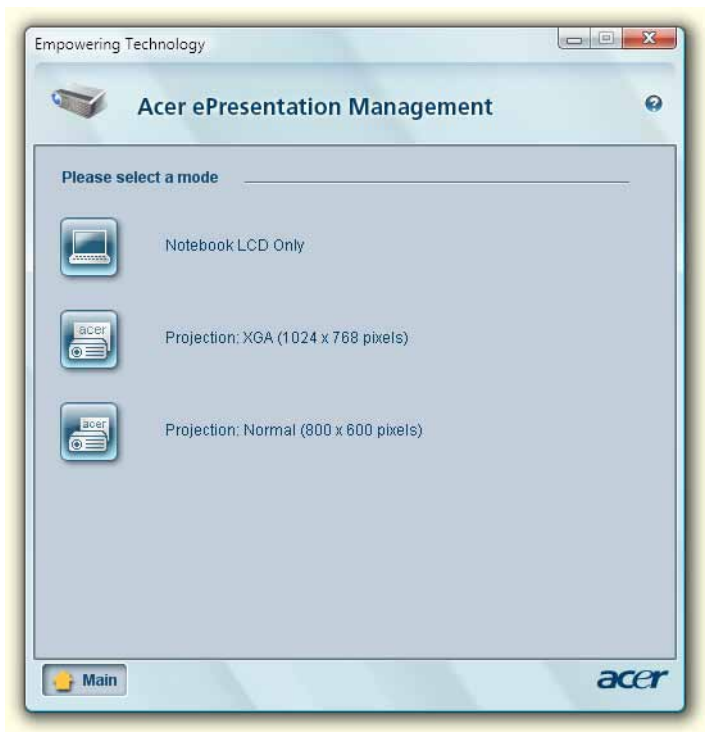 Empowering Technology
Acer ePresentation Management
Please select a mode
Notebook LCD Only
acer
Projection: XGA (1024 x 768 pixels)
acer
Projection: Normal (800 x 600 pixels)
Main
acer